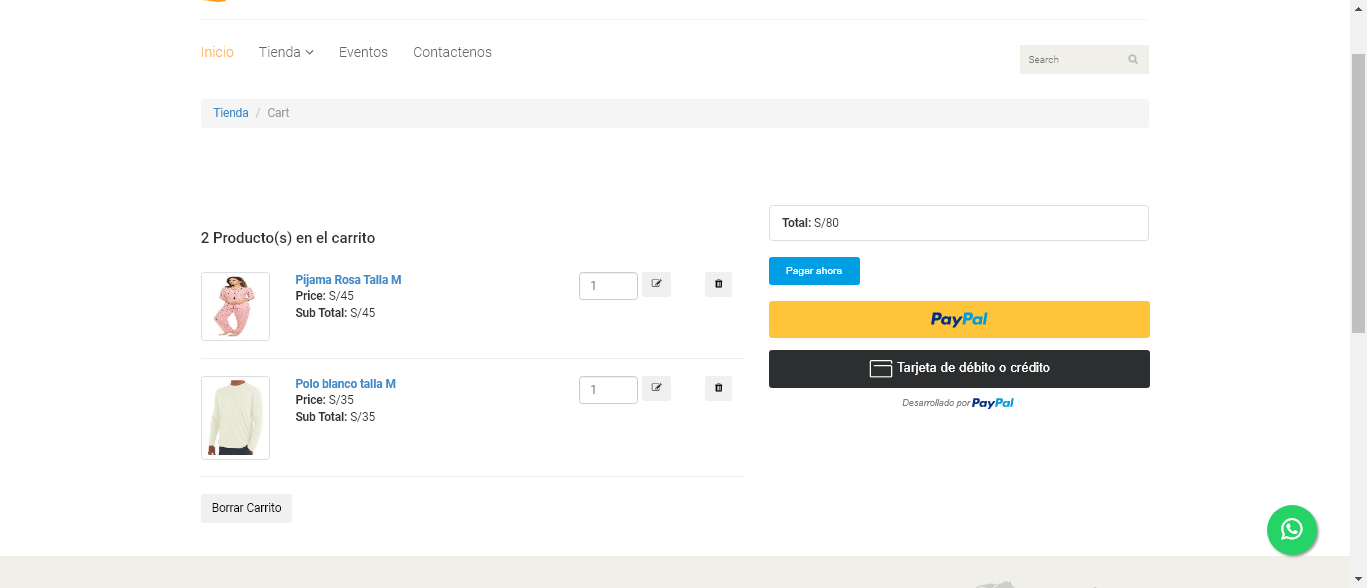 Inicio Tienda Eventos Contactenos
Search
Tienda / Cart
Total: S/80
2 Producto(s) en el carrito
Pagar ahora
Pijama Rosa Talla M
1
Price: S/45
Sub Total: S/45
PayPal
Tarjeta de débito o crédito
Polo blanco talla M
1
Price: S/35
Sub Total: S/35
Desarrollado por PayPal
Borrar Carrito